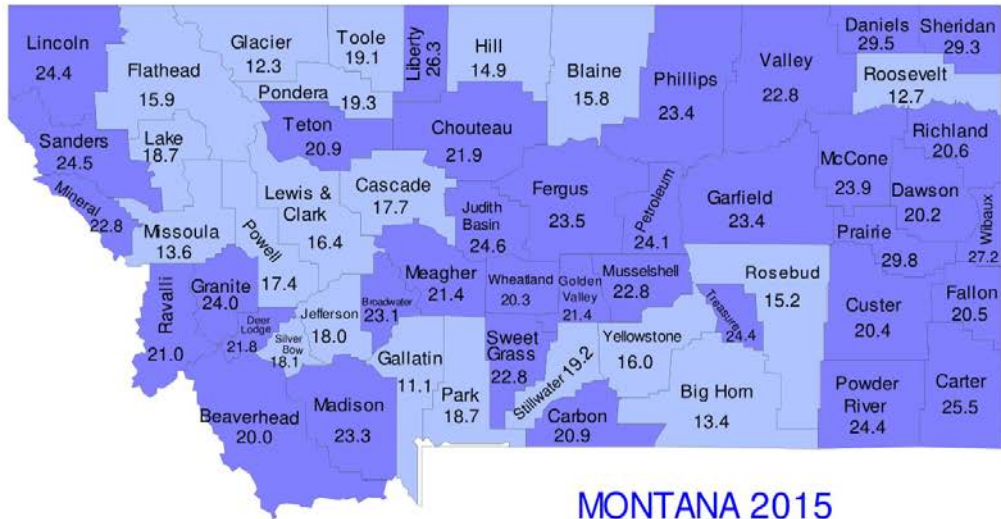 Lincoln
24.4
Flathead
15.9
Glacier
12.3
Toole
19.1
Liberty
26.3
Hill
14.9
Blaine
15.8
Phillips
23.4
Valley
22.8
Daniels
29.5
Sheridan
29.3
Roosevelt
12.7
Pondera
19.3
Teton
20.9
Chouteau
21.9
Richland
20.6
Sanders
24.5
Lake
18.7
Lewis &
Clark
16.4
Cascade
17.7
Judith
Basin
24.6
Fergus
23.5
Petroleum
24.1
Garfield
23.4
McCone
23.9
Dawson
20.2
Wibaux
27.2
Prairie
29.8
Mineral
22.8
Missoula
13.6
Powell
17.4
Granite
24.0
Ravalli
21.0
Deer
Lodge
21.8
Silver
Bow
18.1
Jefferson
18.0
Broadwater
23.1
Meagher
21.4
Wheatland
20.3
Golden
Valley
21.4
Musselshell
22.8
Treasure
24.4
Rosebud
15.2
Custer
20.4
Fallon
20.5
Beaverhead
20.0
Madison
23.3
Gallatin
11.1
Park
18.7
Sweet
Grass
22.8
Stillwater 19.2
Yellowstone
16.0
Carbon
20.9
Big Horn
13.4
Powder
River
24.4
Carter
25.5
MONTANA 2015